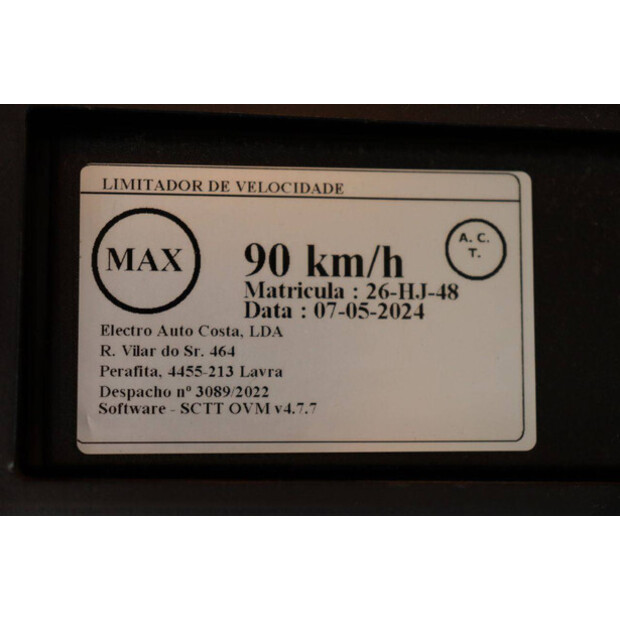 LIMITADOR DE VELOCIDADE
MAX
90 km/h
A. C.
T.
Matricula : 26-HJ-48
Data : 07-05-2024
Electro Auto Costa, LDA
R. Vilar do Sr. 464
Perafita, 4455-213 Lavra
Despacho nº 3089/2022
Software - SCTT OVM v4.7.7